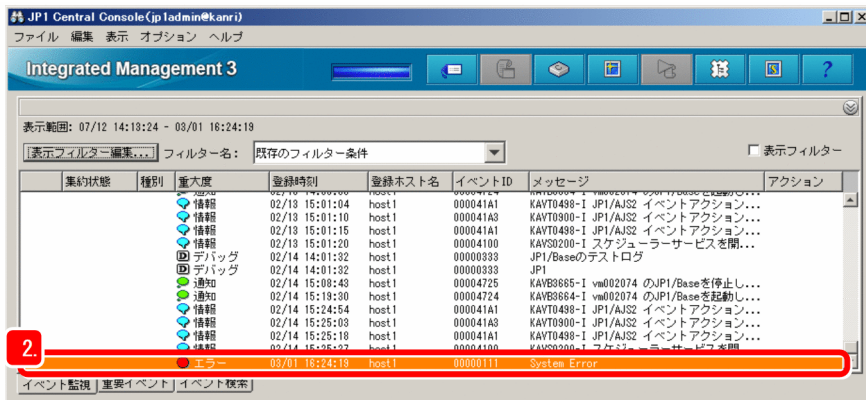 JP1 Central Console(jp1admin@kanri)
ファイル 編集 表示 オプション ヘルプ
Integrated Management 3
表示範囲: 07/12 14:13:24 - 03/01 16:24:19
表示フィルター編集... フィルター名: 既存のフィルター条件 表示フィルター
集約状態 種別 重大度 登録時刻 登録ホスト名 イベントID メッセージ アクション
情報 02/13 15:01:04 host1 000041A1 KAVT0498-I JP1/AJS2 イベントアクション...
情報 02/13 15:01:10 host1 000041A3 KAVT0900-I JP1/AJS2 イベントアクション...
情報 02/13 15:01:15 host1 000041A1 KAVT0498-I JP1/AJS2 イベントアクション...
情報 02/13 15:01:20 host1 00004100 KAVS0200-I スケジューラーサービスを開...
D デバッグ 02/14 14:01:32 host1 00000333 JP1/Baseのテストログ
D デバッグ 02/14 14:01:32 host1 00000333 JP1
通知 02/14 15:08:43 host1 00004725 KAVB3665-I vm002074 のJP1/Baseを停止し...
通知 02/14 15:19:30 host1 00004724 KAVB3664-I vm002074 のJP1/Baseを起動し...
情報 02/14 15:24:54 host1 000041A1 KAVT0498-I JP1/AJS2 イベントアクション...
情報 02/14 15:25:03 host1 000041A3 KAVT0900-I JP1/AJS2 イベントアクション...
情報 02/14 15:25:18 host1 000041A1 KAVT0498-I JP1/AJS2 イベントアクション...
2.
エラー 03/01 16:24:19 host1 00000111 System Error
イベント監視 重要イベント イベント検索